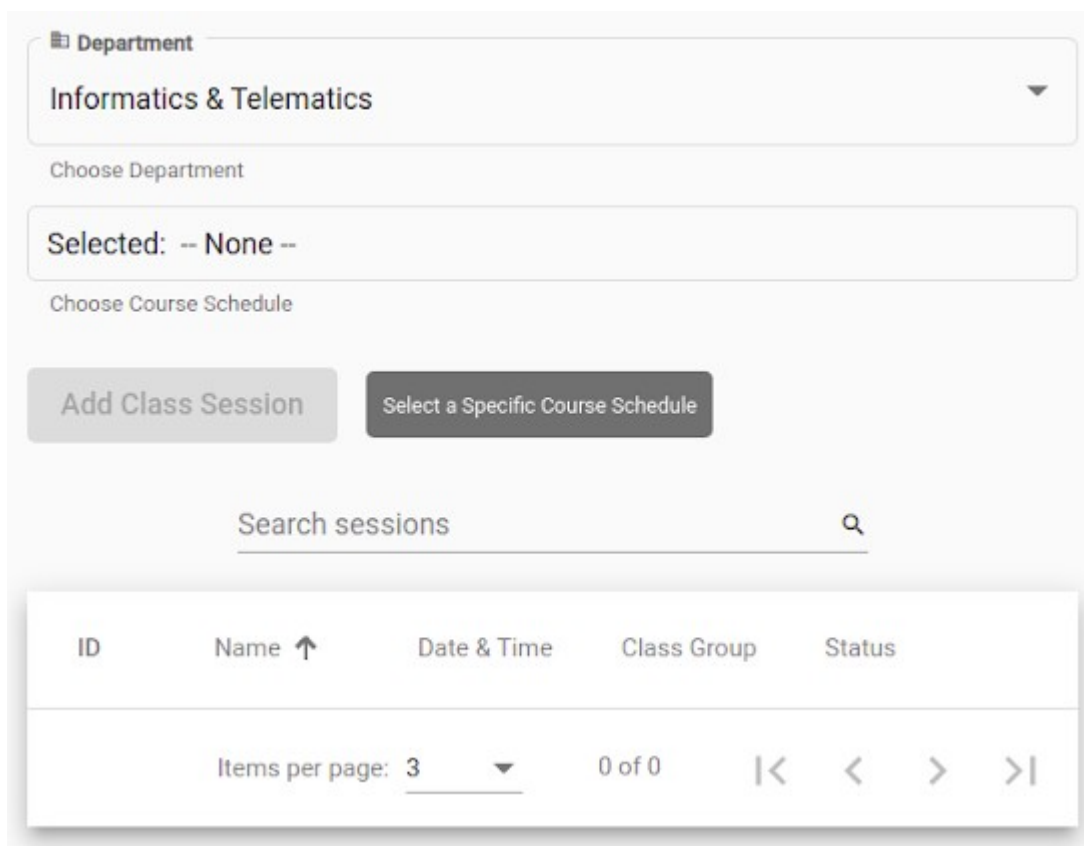 Department
Informatics & Telematics
Choose Department
Selected: -- None --
Choose Course Schedule
Add Class Session
Select a Specific Course Schedule
Search sessions
ID Name Date & Time Class Group Status
Items per page: 3 0 of 0